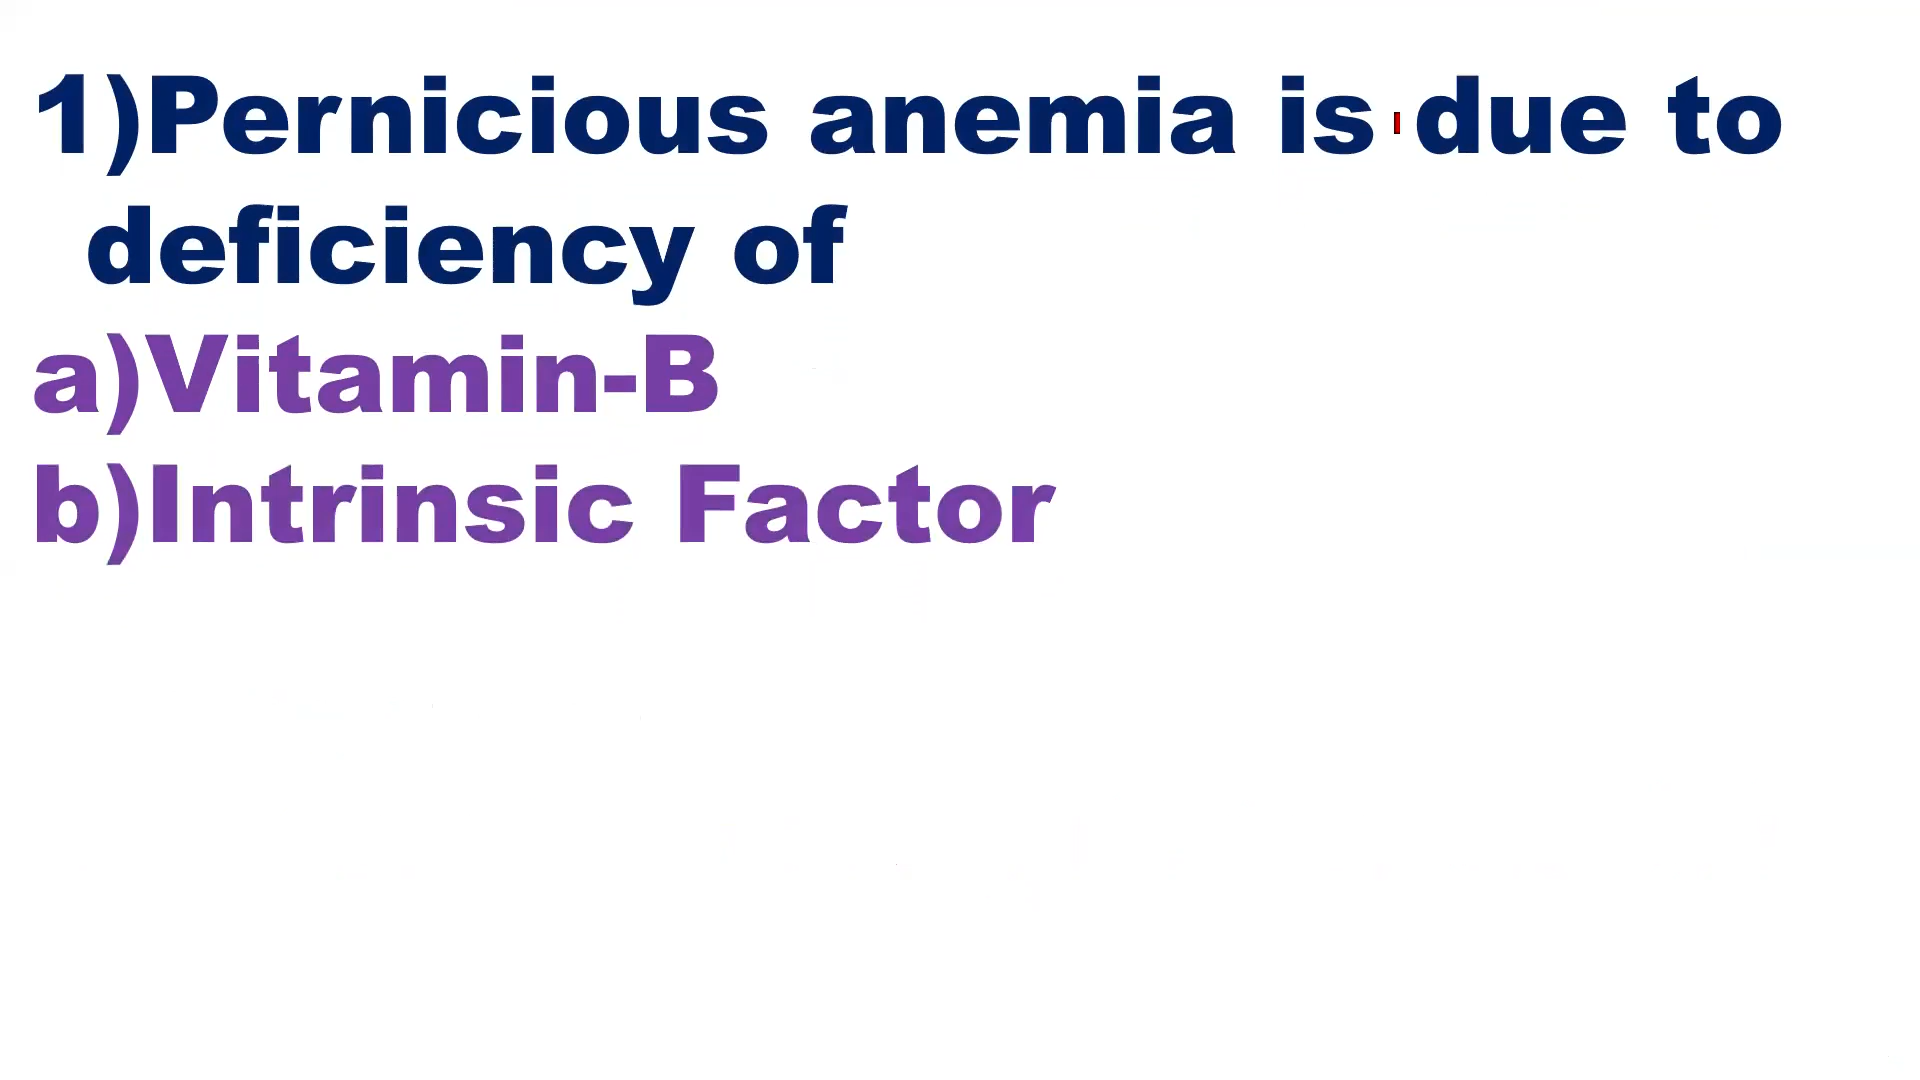 1)Pernicious anemia is due to
deficiency of
a)Vitamin-B
b)Intrinsic Factor